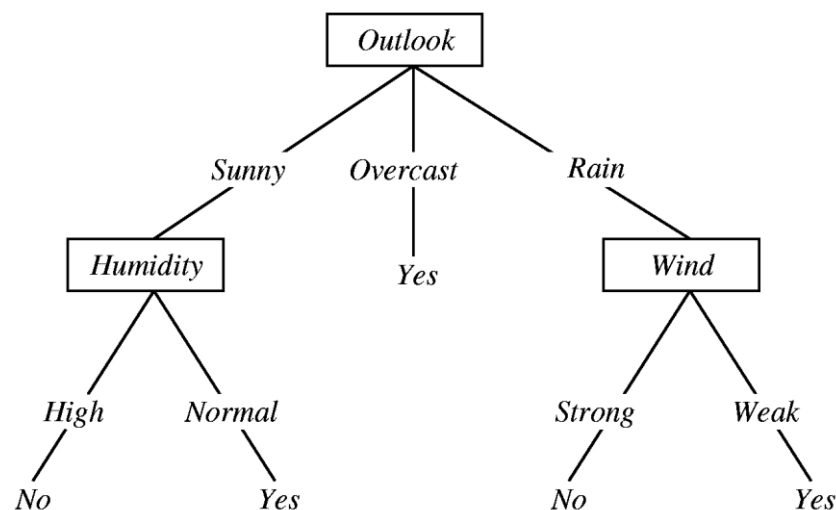 Outlook
Sunny Overcast Rain
Humidity Yes Wind
High Normal Strong Weak
No Yes No Yes